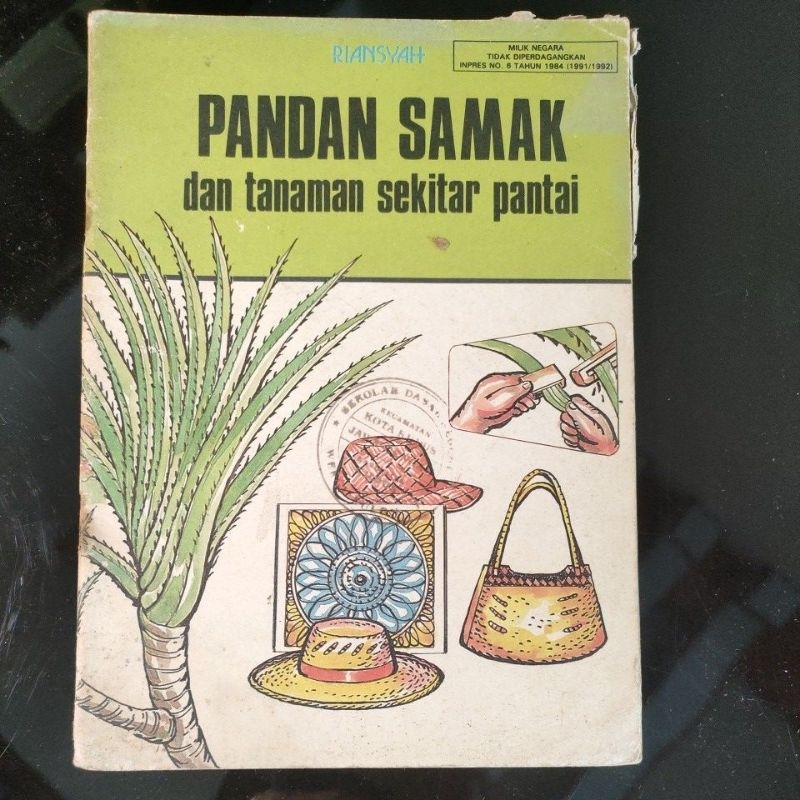 RIANSYAH
MILIK NEGARA
TIDAK DIPERDAGANGKAN
INPRES NO. 6 TAHUN 1984 (1991/1992)
PANDAN SAMAK
dan tanaman sekitar pantai
SEKOLAH DASAR
KECAMATAN
KOTA